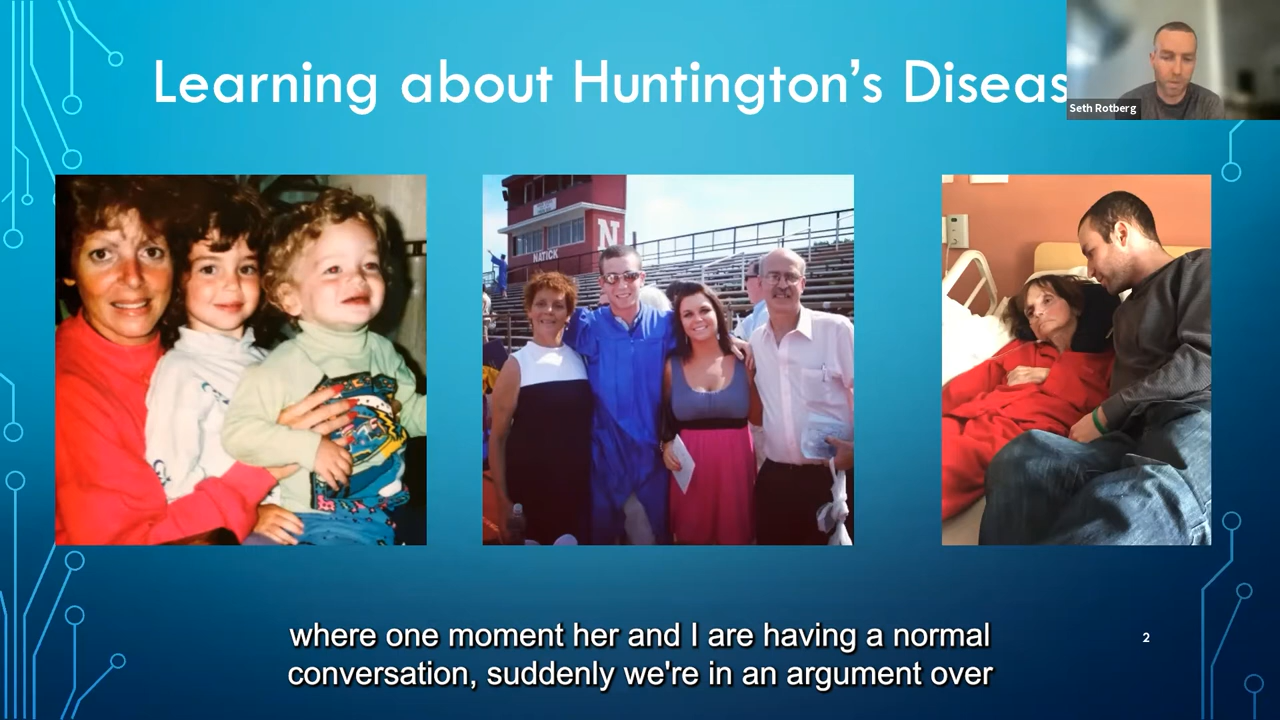 Learning about Huntington's Diseas
Seth Rotberg
N
NATICK
where one moment her and I are having a normal
conversation, suddenly we're in an argument over
2